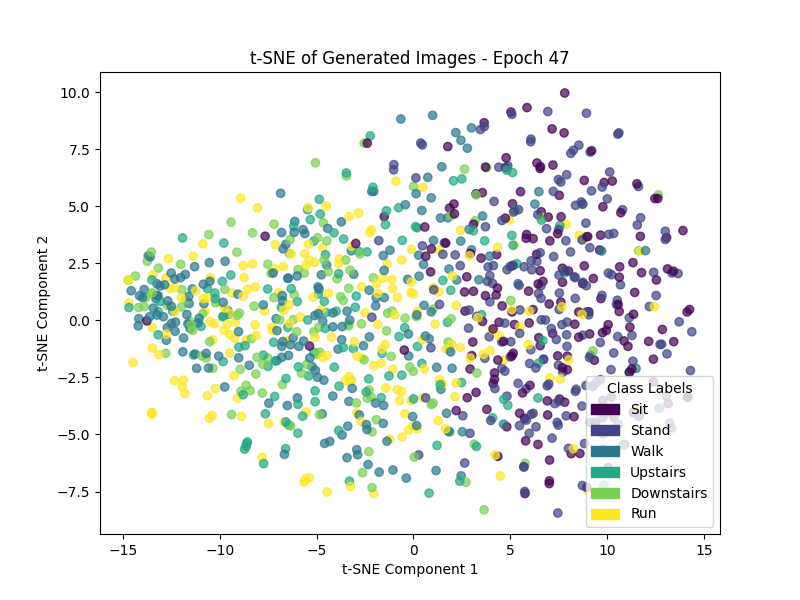 t-SNE of Generated Images - Epoch 47
10.0
7.5
5.0
2.5
0.0
−2.5
−5.0
−7.5
t-SNE Component 2
−15
−10
−5
0
5
10
15
t-SNE Component 1
Class Labels
Sit
Stand
Walk
Upstairs
Downstairs
Run